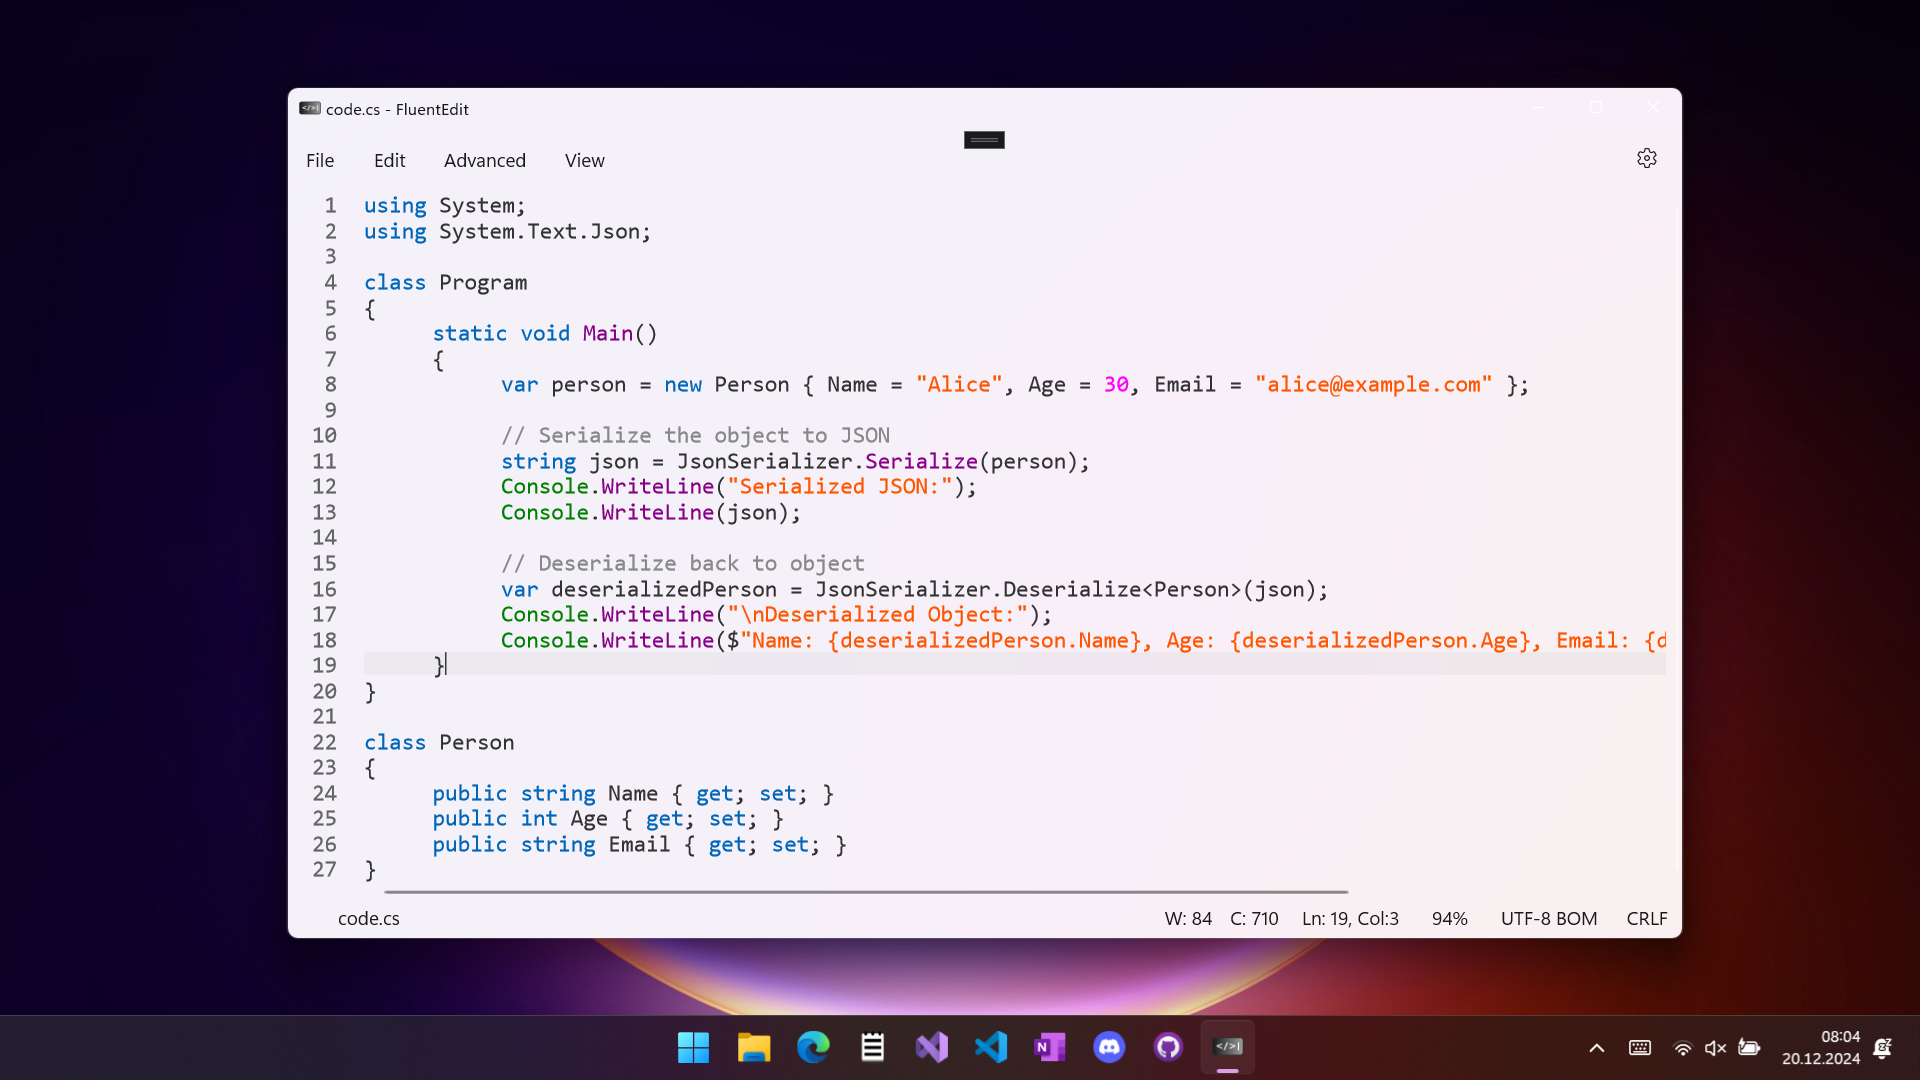 code.cs - FluentEdit
File Edit Advanced View
1 using System;
2 using System.Text.Json;
3
4 class Program
5 {
6 static void Main()
7 {
8 var person = new Person { Name = "Alice", Age = 30, Email = "alice@example.com" };
9
10 // Serialize the object to JSON
11 string json = JsonSerializer.Serialize(person);
12 Console.WriteLine("Serialized JSON:");
13 Console.WriteLine(json);
14
15 // Deserialize back to object
16 var deserializedPerson = JsonSerializer.Deserialize<Person>(json);
17 Console.WriteLine("\nDeserialized Object:");
18 Console.WriteLine($"Name: {deserializedPerson.Name}, Age: {deserializedPerson.Age}, Email: {d
19 }
20 }
21
22 class Person
23 {
24 public string Name { get; set; }
25 public int Age { get; set; }
26 public string Email { get; set; }
27 }
code.cs W: 84 C: 710 Ln: 19, Col:3 94% UTF-8 BOM CRLF
08:04
20.12.2024